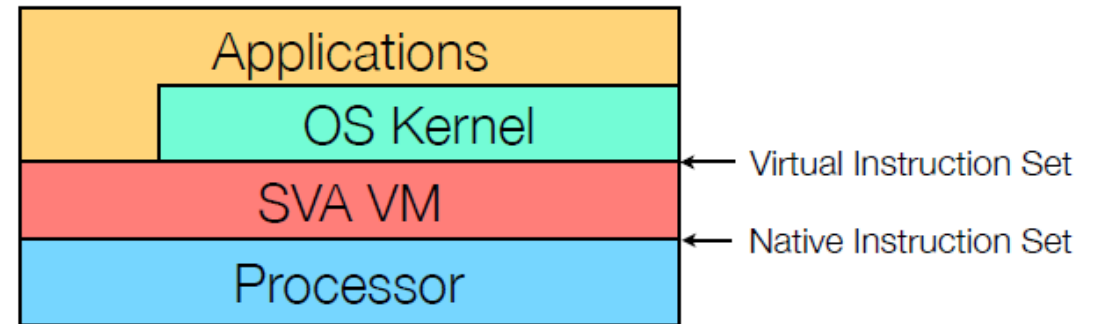 Applications
OS Kernel
Virtual Instruction Set
SVA VM
Native Instruction Set
Processor